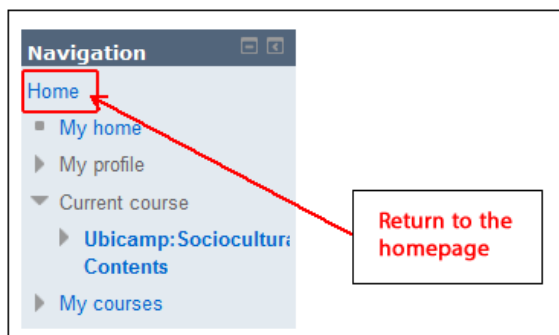 Navigation
Home
My home
My profile
Current course
Ubicamp:Sociocultura
Contents
My courses
Return to the
homepage